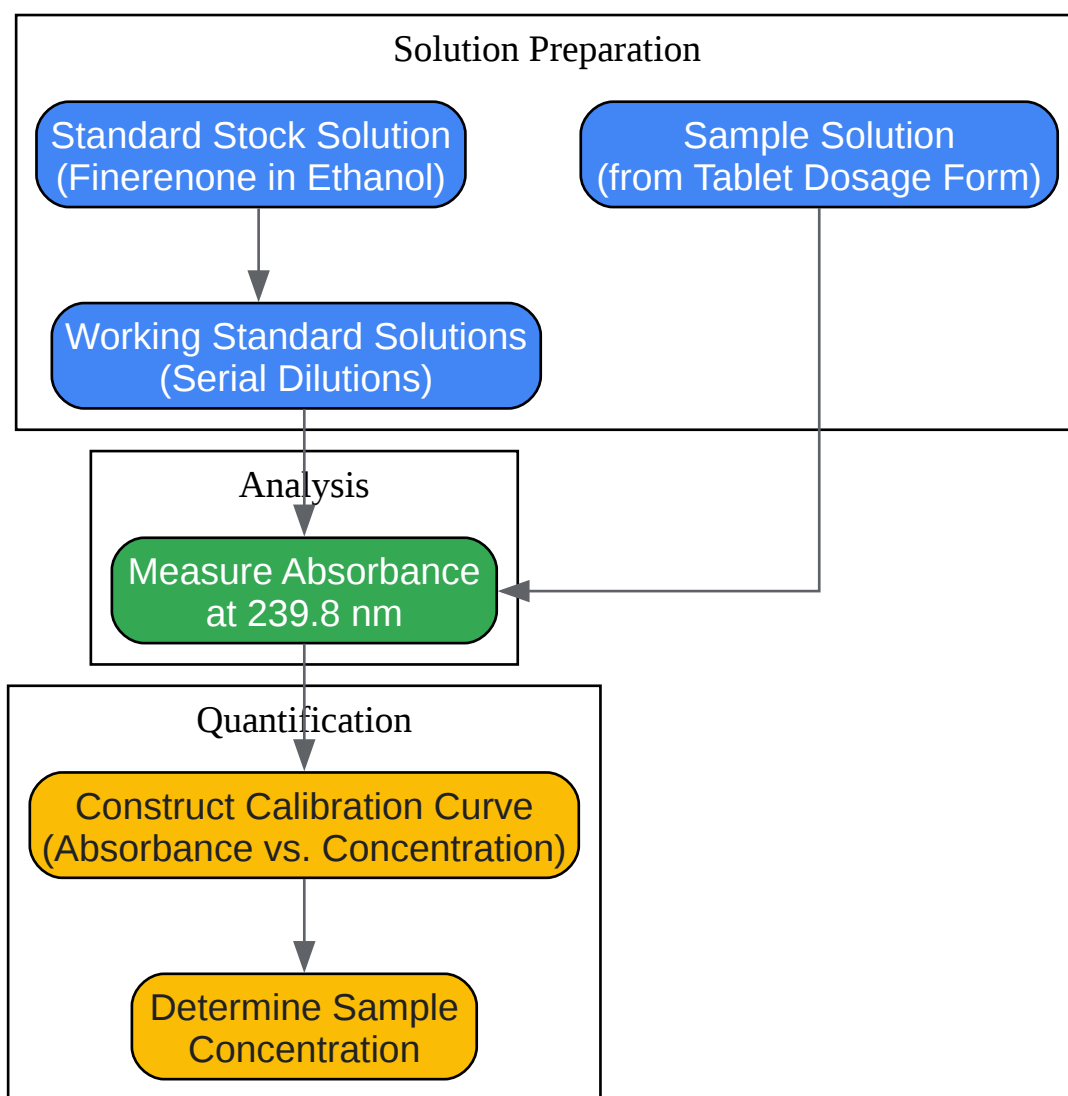 Solution Preparation
Standard Stock Solution
(Finerenone in Ethanol)
Sample Solution
(from Tablet Dosage Form)
Working Standard Solutions
(Serial Dilutions)
Analysis
Measure Absorbance
at 239.8 nm
Quantification
Construct Calibration Curve
(Absorbance vs. Concentration)
Determine Sample
Concentration